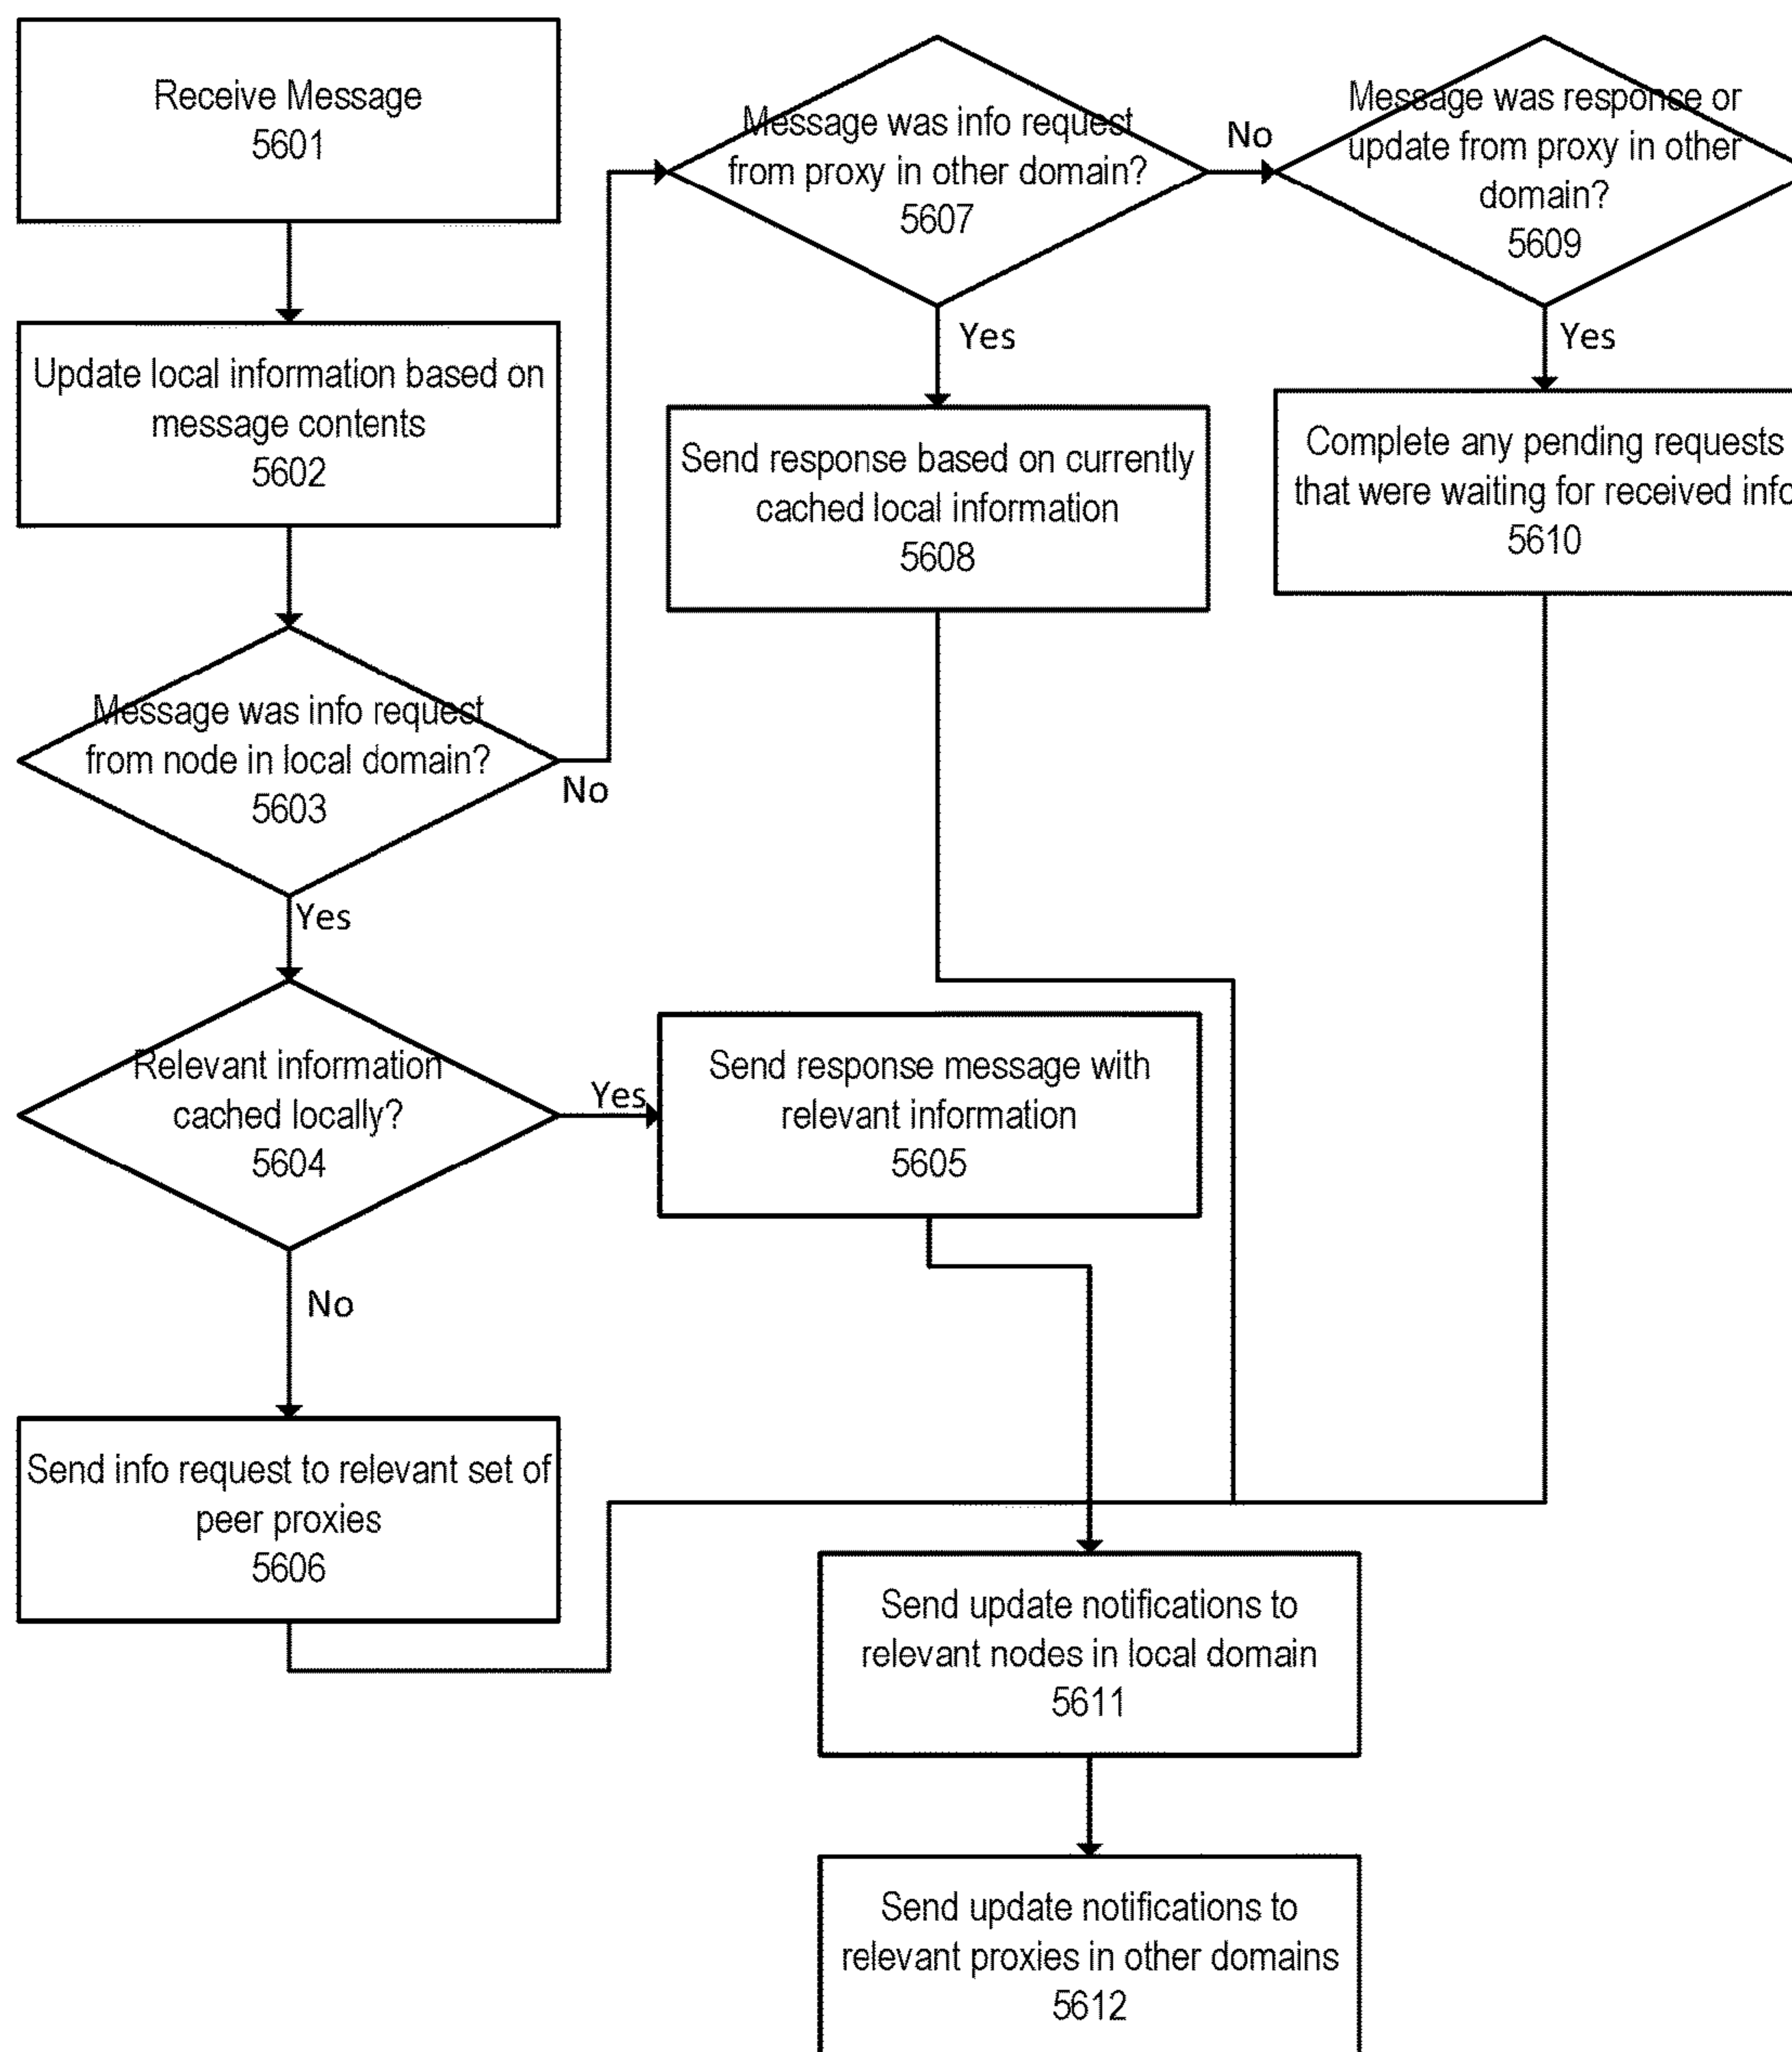 Receive Message
5601
Update local information based on
message contents
5602
Message was info request
from node in local domain?
5603
No
Yes
Relevant information
cached locally?
5604
Yes
No
Send response message with
relevant information
5605
Send info request to relevant set of
peer proxies
5606
Message was info request
from proxy in other domain?
5607
No
Yes
Send response based on currently
cached local information
5608
Message was response or
update from proxy in other
domain?
5609
Yes
Complete any pending requests
that were waiting for received info
5610
Send update notifications to
relevant nodes in local domain
5611
Send update notifications to
relevant proxies in other domains
5612